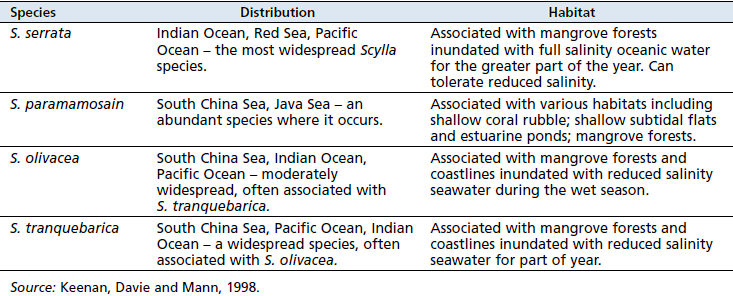 Species Distribution Habitat
S. serrata Indian Ocean, Red Sea, Pacific Associated with mangrove forests
Ocean – the most widespread Scylla inundated with full salinity oceanic water
species. for the greater part of the year. Can
tolerate reduced salinity.
S. paramamosain South China Sea, Java Sea – an Associated with various habitats including
abundant species where it occurs. shallow coral rubble; shallow subtidal flats
and estuarine ponds; mangrove forests.
S. olivacea South China Sea, Indian Ocean, Associated with mangrove forests and
Pacific Ocean – moderately coastlines inundated with reduced salinity
widespread, often associated with seawater during the wet season.
S. tranquebarica.
S. tranquebarica South China Sea, Pacific Ocean, Indian Associated with mangrove forests and
Ocean – a widespread species, often coastlines inundated with reduced salinity
associated with S. olivacea. seawater for part of year.
Source: Keenan, Davie and Mann, 1998.